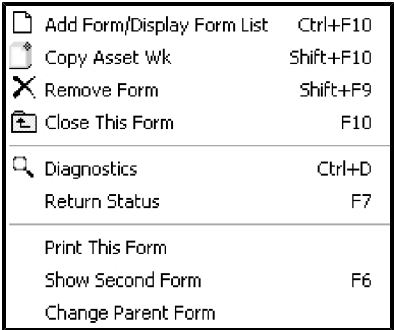 Add Form/Display Form List Ctrl+F10
Copy Asset Wk Shift+F10
Remove Form Shift+F9
Close This Form F10
Diagnostics Ctrl+D
Return Status F7
Print This Form
Show Second Form F6
Change Parent Form